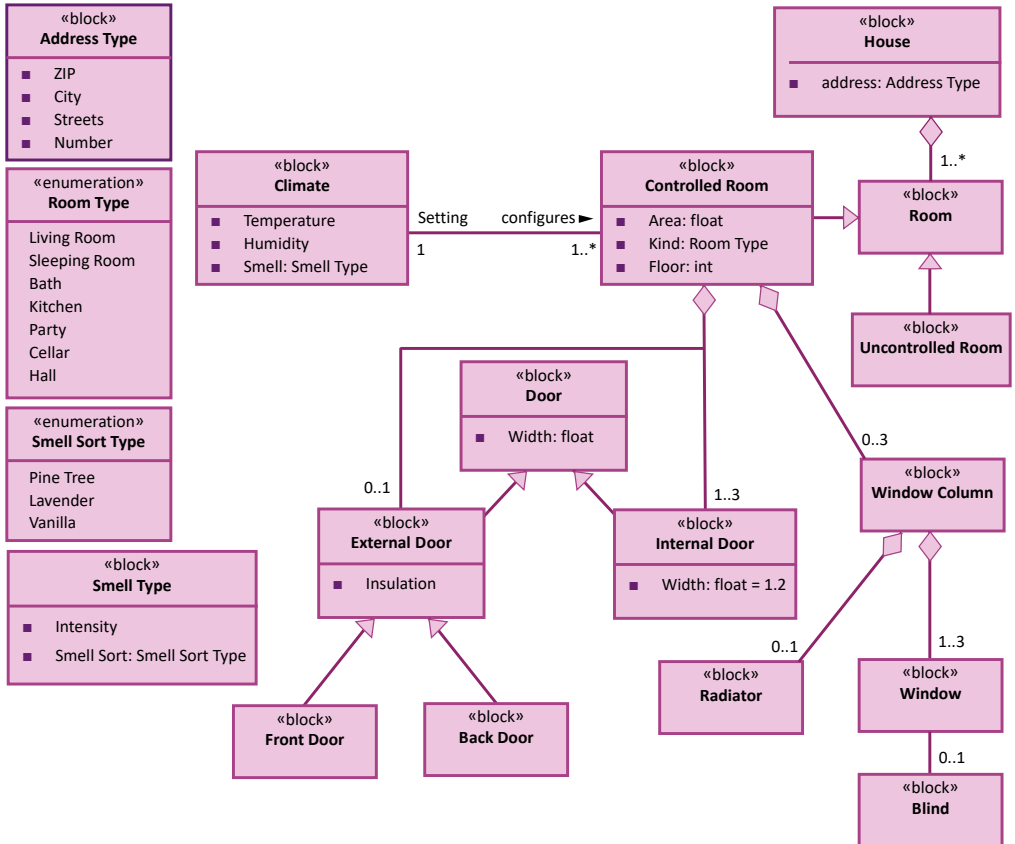 «block»
Address Type
ZIP
City
Streets
Number
«enumeration»
Room Type
Living Room
Sleeping Room
Bath
Kitchen
Party
Cellar
Hall
«enumeration»
Smell Sort Type
Pine Tree
Lavender
Vanilla
«block»
Smell Type
Intensity
Smell Sort: Smell Sort Type
«block»
Climate
Temperature
Humidity
Smell: Smell Type
Setting configures►
1 1..*
«block»
Controlled Room
Area: float
Kind: Room Type
Floor: int
«block»
House
address: Address Type
1..*
«block»
Room
«block»
Uncontrolled Room
«block»
Door
Width: float
0..1
«block»
External Door
Insulation
1..3
«block»
Internal Door
Width: float = 1.2
«block»
Front Door
«block»
Back Door
0..3
«block»
Window Column
0..1
«block»
Radiator
1..3
«block»
Window
0..1
«block»
Blind